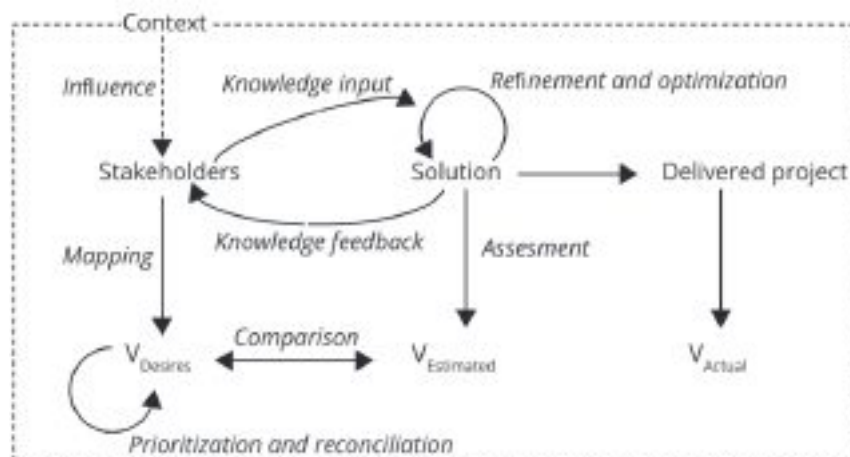 Context
Influence
Knowledge input
Refinement and optimization
Stakeholders
Solution
Delivered project
Knowledge feedback
Mapping
Assesment
Comparison
V Desires
V Estimated
V Actual
Prioritization and reconciliation